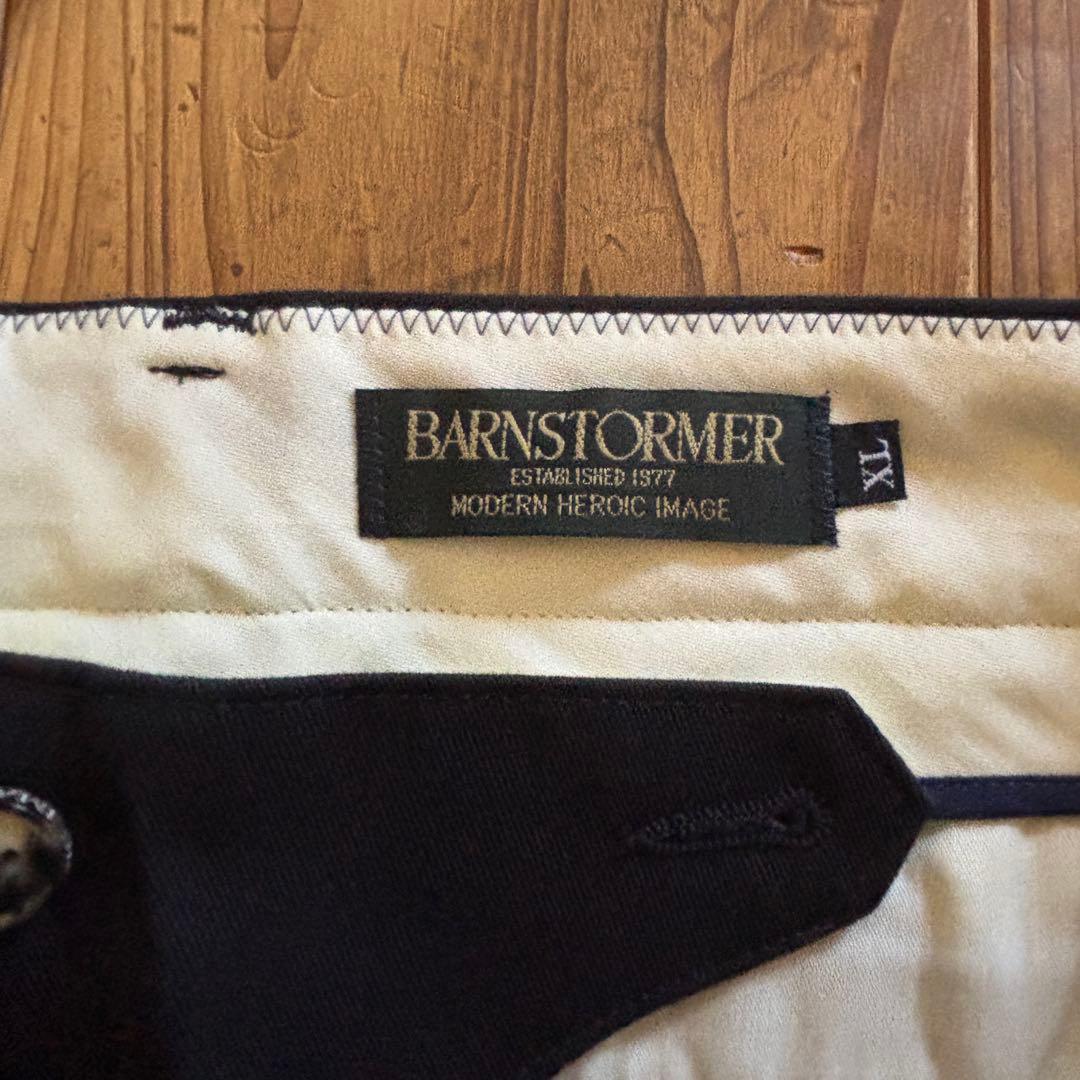 BARNSTORMER
ESTABLISHED 1977
MODERN HEROIC IMAGE
XL